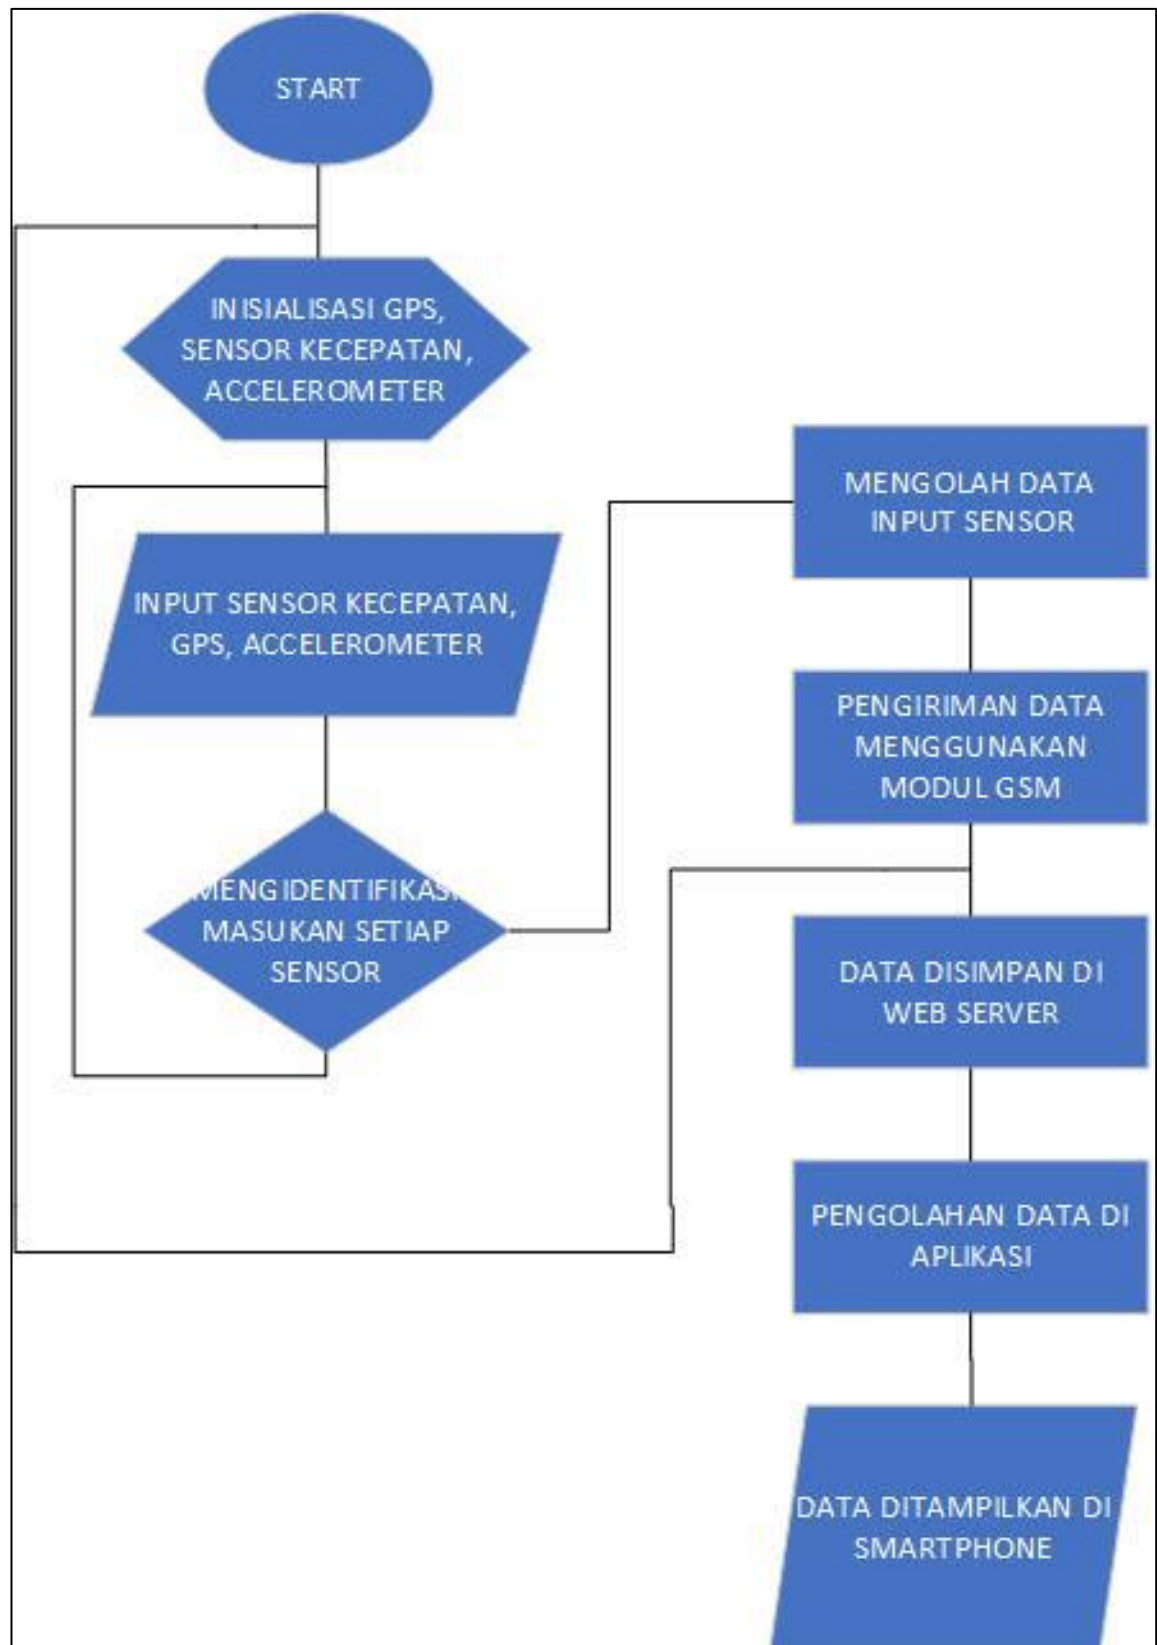 START
INISIALISASI GPS,
SENSOR KECEPATAN,
ACCELEROMETER
INPUT SENSOR KECEPATAN,
GPS, ACCELEROMETER
MENGIDENTIFIKASI
MASUKAN SETIAP
SENSOR
MENGOLAH DATA
INPUT SENSOR
PENGIRIMAN DATA
MENGGUNAKAN
MODUL GSM
DATA DISIMPAN DI
WEB SERVER
PENGOLAHAN DATA DI
APLIKASI
DATA DITAMPILKAN DI
SMARTPHONE